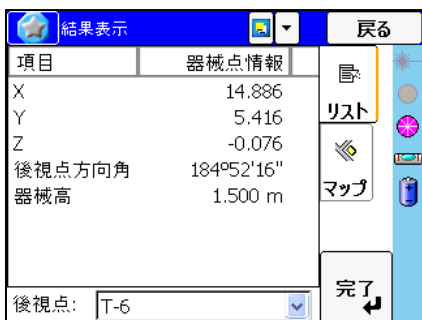 結果表示
戻る
項目 器械点情報
X 14.886
Y 5.416
Z -0.076
後視点方向角 184º52'16"
器械高 1.500 m
リスト
マップ
後視点: T-6
完了